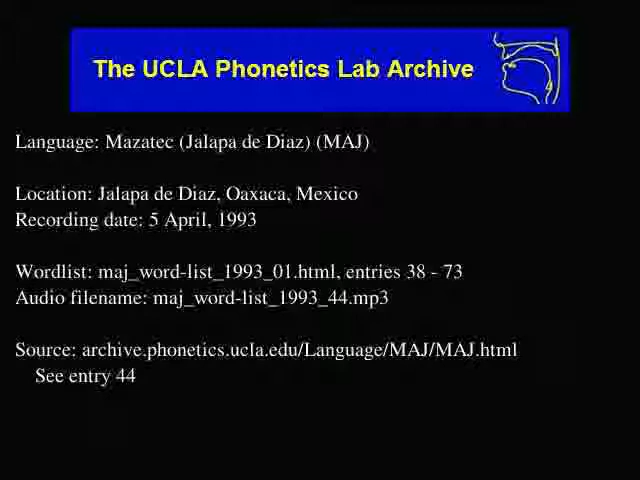 The UCLA Phonetics Lab Archive
Language: Mazatec (Jalapa de Diaz) (MAJ)
Location: Jalapa de Diaz, Oaxaca, Mexico
Recording date: 5 April, 1993
Wordlist: maj_word-list_1993_01.html, entries 38 - 73
Audio filename: maj_word-list_1993_44.mp3
Source: archive.phonetics.ucla.edu/Language/MAJ/MAJ.html
See entry 44